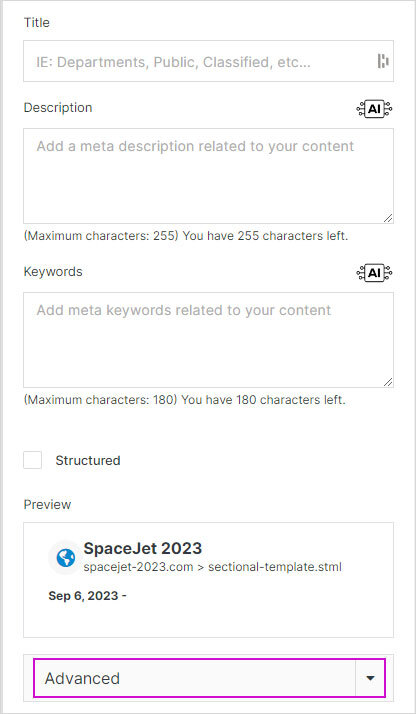 Title
IE: Departments, Public, Classified, etc...
Description
AI
Add a meta description related to your content
(Maximum characters: 255) You have 255 characters left.
Keywords
AI
Add meta keywords related to your content
(Maximum characters: 180) You have 180 characters left.
Structured
Preview
SpaceJet 2023
spacejet-2023.com > sectional-template.stml
Sep 6, 2023 -
Advanced